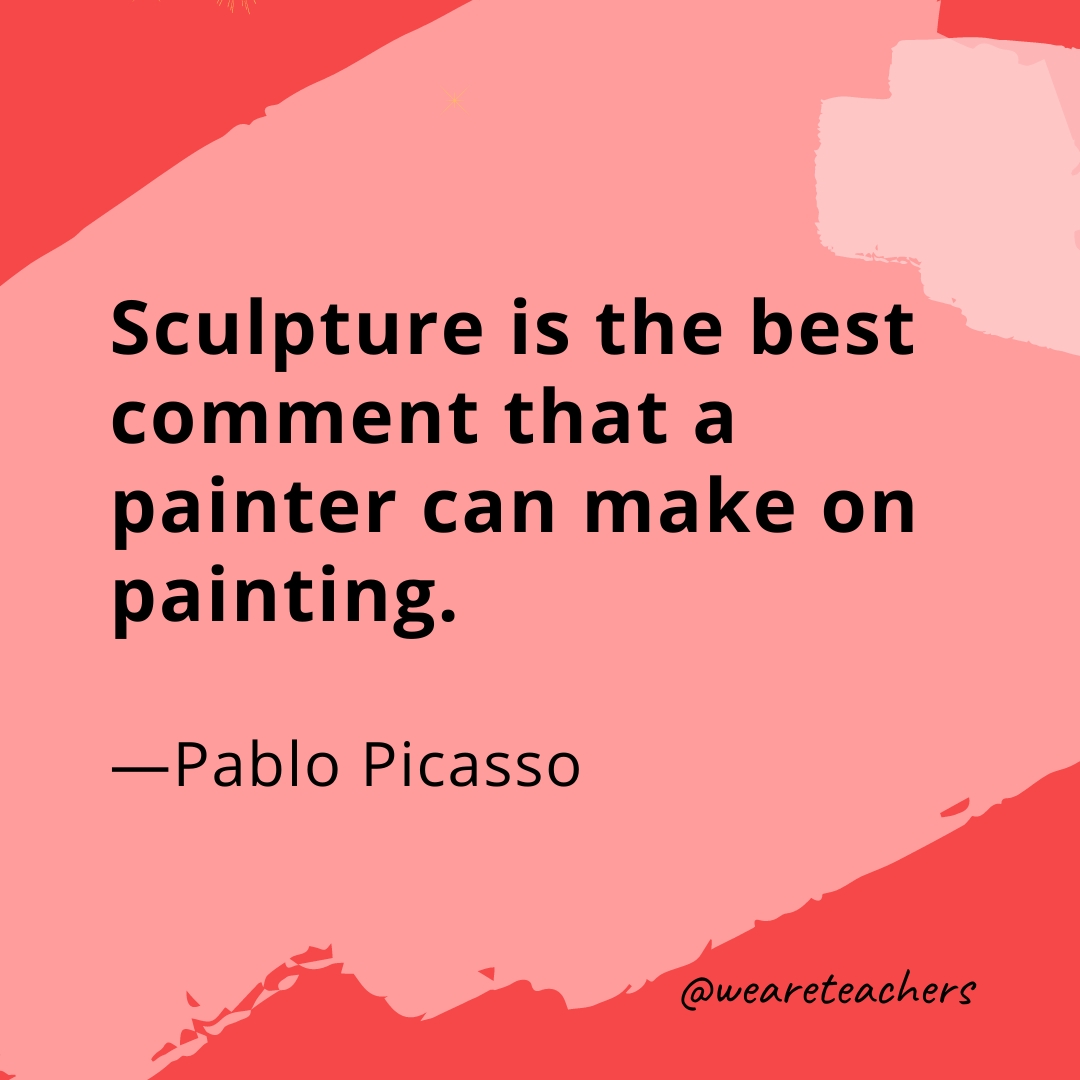 Sculpture is the best
comment that a
painter can make on
painting.
—Pablo Picasso
@weareteachers